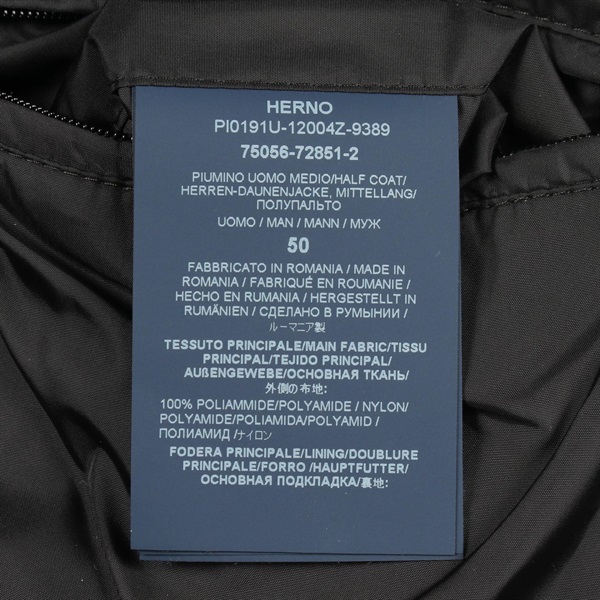 HERNO
PI0191U-12004Z-9389
75056-72851-2
PIUMINO UOMO MEDIO/HALF COAT/
HERREN-DAUNENJACKE, MITTELLANG/
ПОЛУПАЛЬТО
UOMO / MAN / MANN / МУЖ
50
FABBRICATO IN ROMANIA / MADE IN
ROMANIA / FABRIQUÉ EN ROUMANIE /
HECHO EN RUMANIA / HERGESTELLT IN
RUMÄNIEN / СДЕЛАНО В РУМЫНИИ /
ルーマニア製
TESSUTO PRINCIPALE/MAIN FABRIC/TISSU
PRINCIPAL/TEJIDO PRINCIPAL/
AUßENGEWEBE/ОСНОВНАЯ ТКАНЬ/
外側の布地:
100% POLIAMMIDE/POLYAMIDE / NYLON/
POLYAMIDE/POLIAMIDA/POLYAMID /
ПОЛИАМИД /ナイロン
FODERA PRINCIPALE/LINING/DOUBLURE
PRINCIPALE/FORRO /HAUPTFUTTER/
ОСНОВНАЯ ПОДКЛАДКА/裏地: